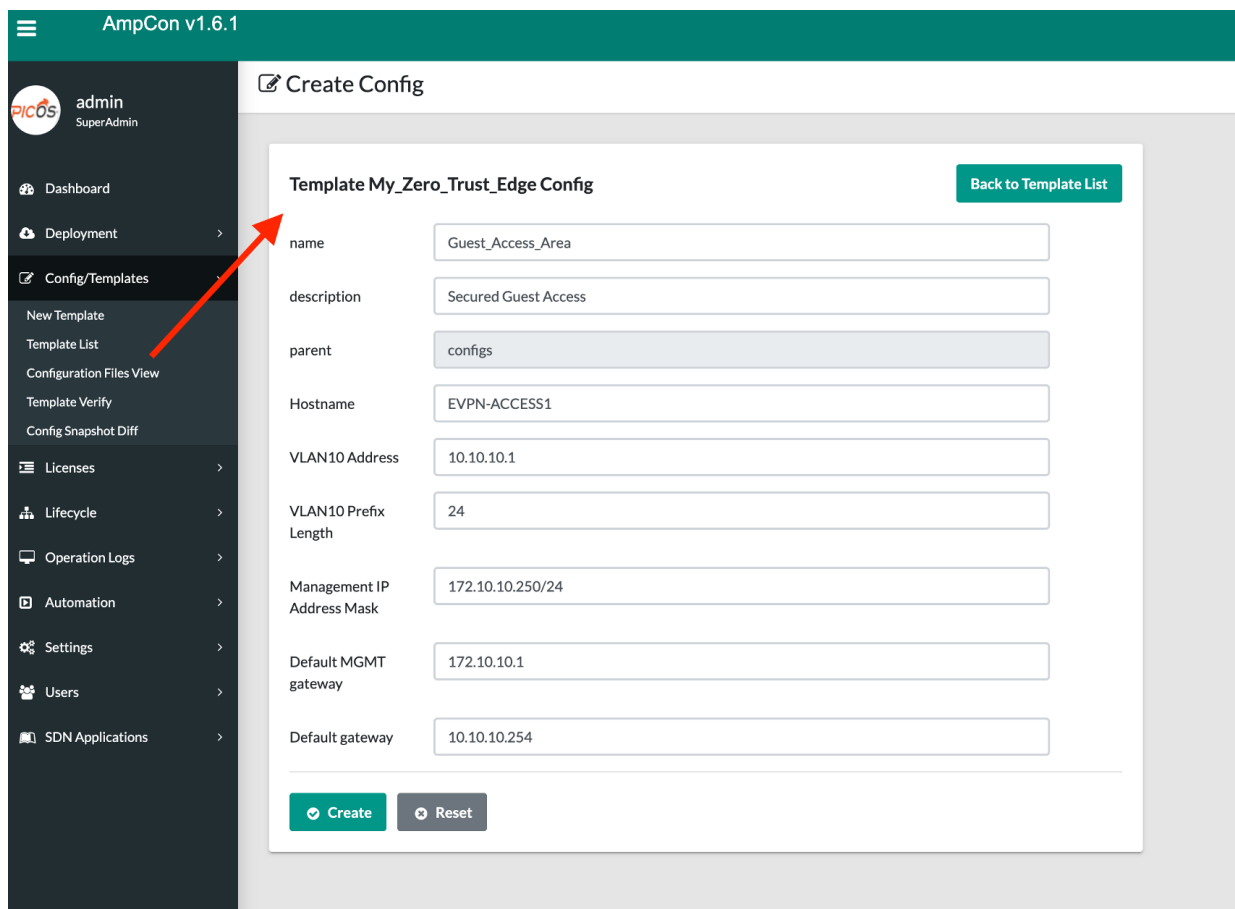 AmpCon v1.6.1
PICOS
admin
SuperAdmin
Dashboard
Deployment
Config/Templates
New Template
Template List
Configuration Files View
Template Verify
Config Snapshot Diff
Licenses
Lifecycle
Operation Logs
Automation
Settings
Users
SDN Applications
Create Config
Template My_Zero_Trust_Edge Config
Back to Template List
name
Guest_Access_Area
description
Secured Guest Access
parent
configs
Hostname
EVPN-ACCESS1
VLAN10 Address
10.10.10.1
VLAN10 Prefix
Length
24
Management IP
Address Mask
172.10.10.250/24
Default MGMT
gateway
172.10.10.1
Default gateway
10.10.10.254
Create
Reset